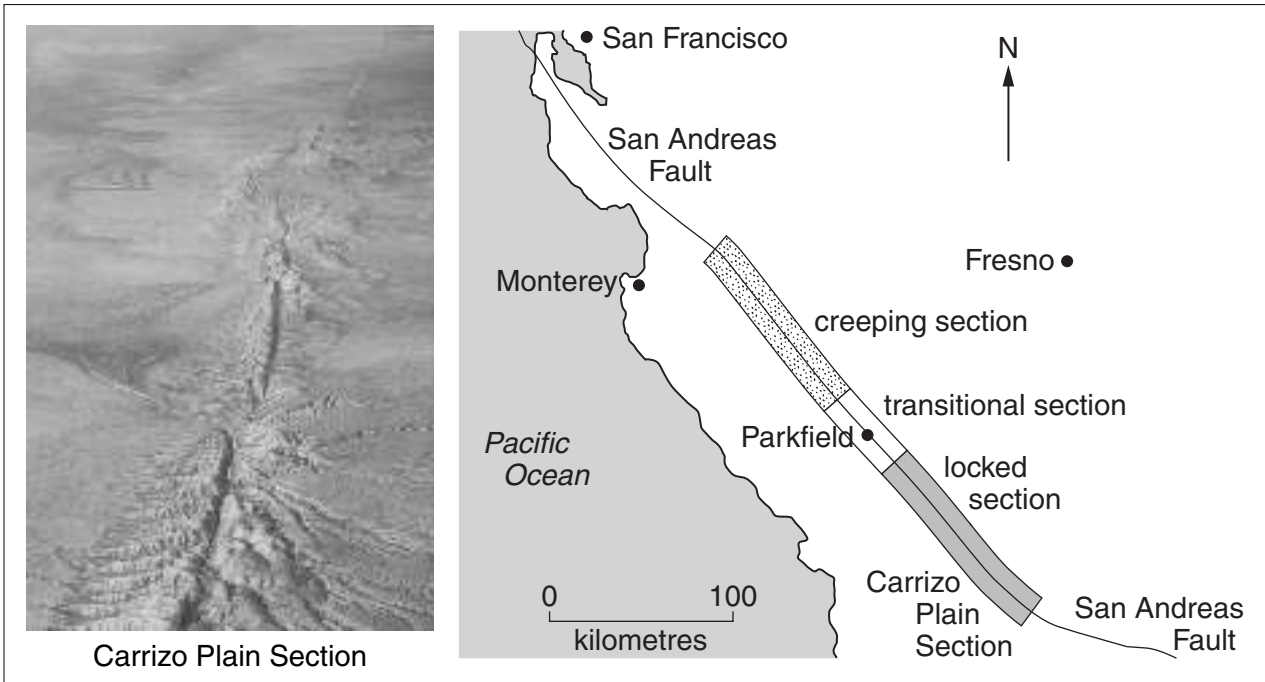 San Francisco
N
San Andreas
Fault
Fresno
Monterey
creeping section
transitional section
Parkfield
Pacific
Ocean
locked
section
0 100
kilometres
Carrizo
Plain
Section
San Andreas
Fault
Carrizo Plain Section